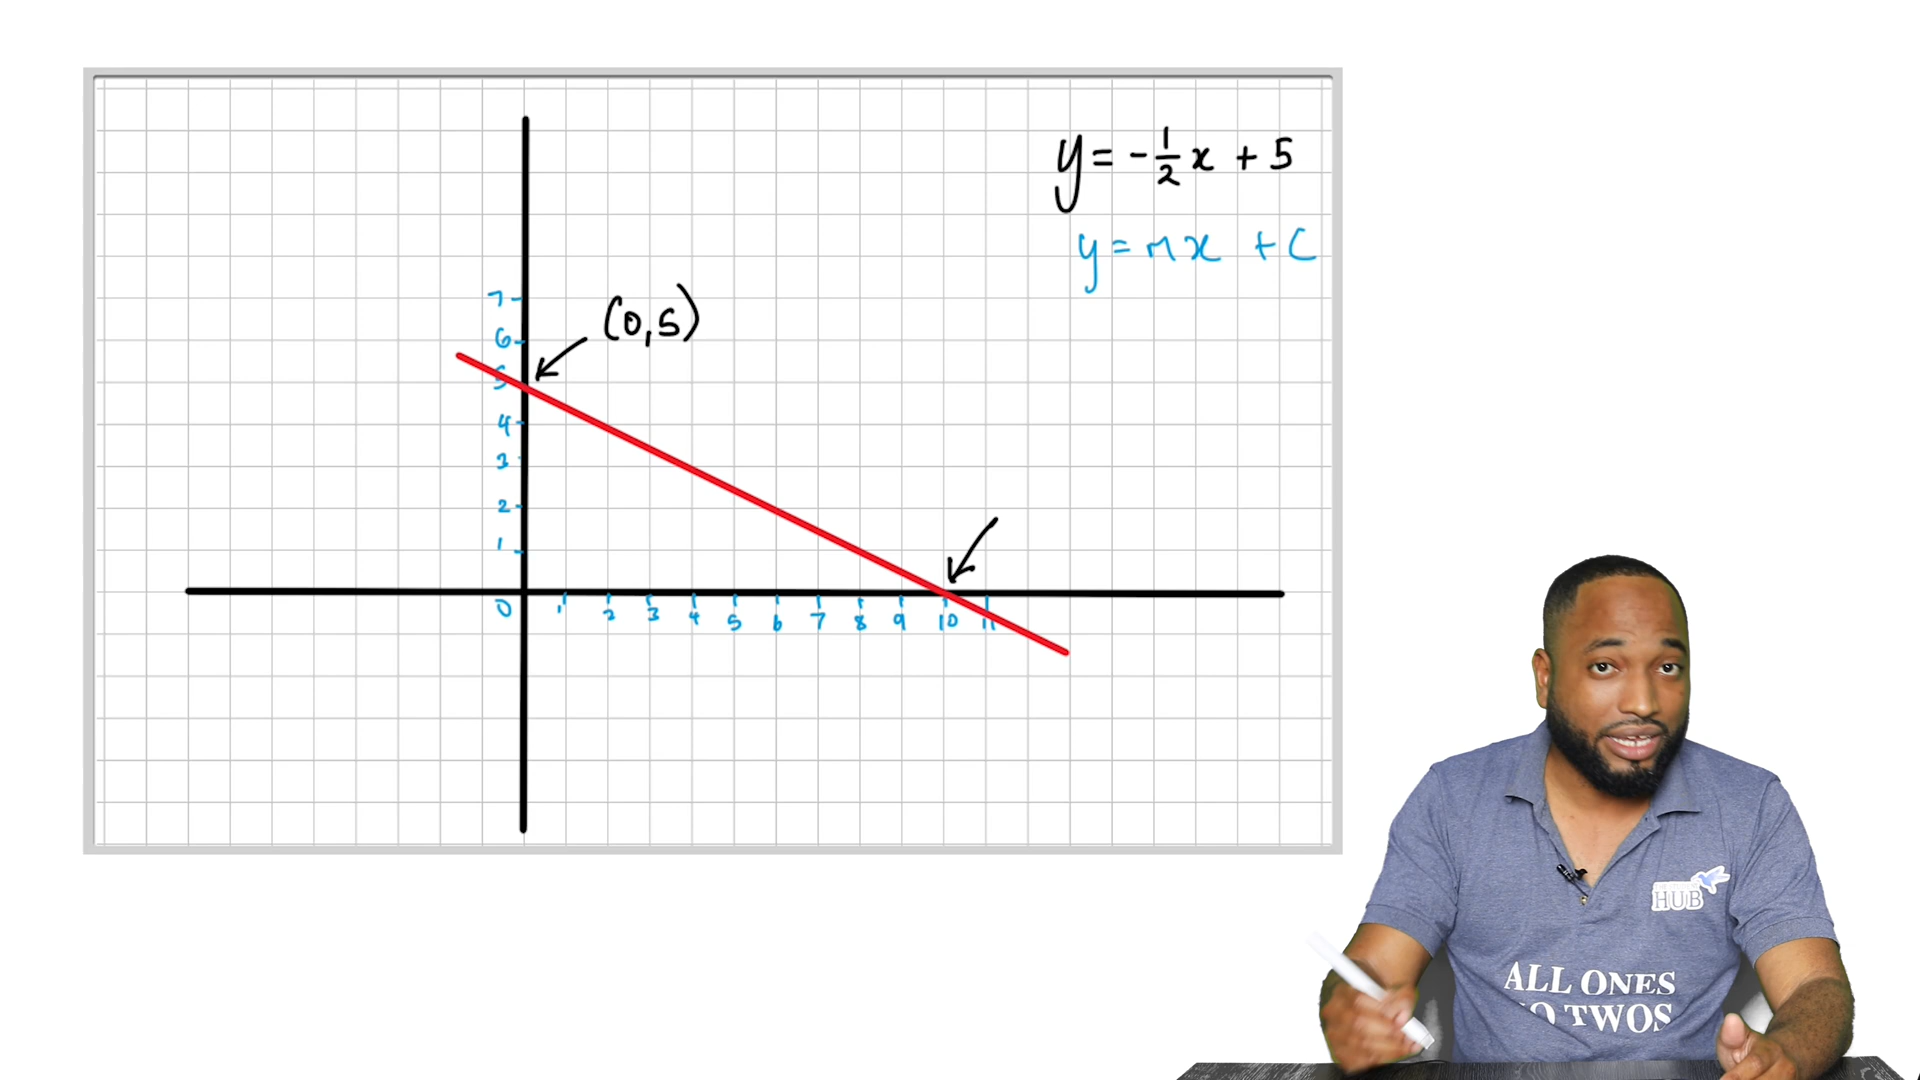 y = -1/2 x + 5
y = mx + c
(0,5)
7
6
5
4
3
2
1
0 1 2 3 4 5 6 7 8 9 10 11
HUB
ALL ONES
TWOS